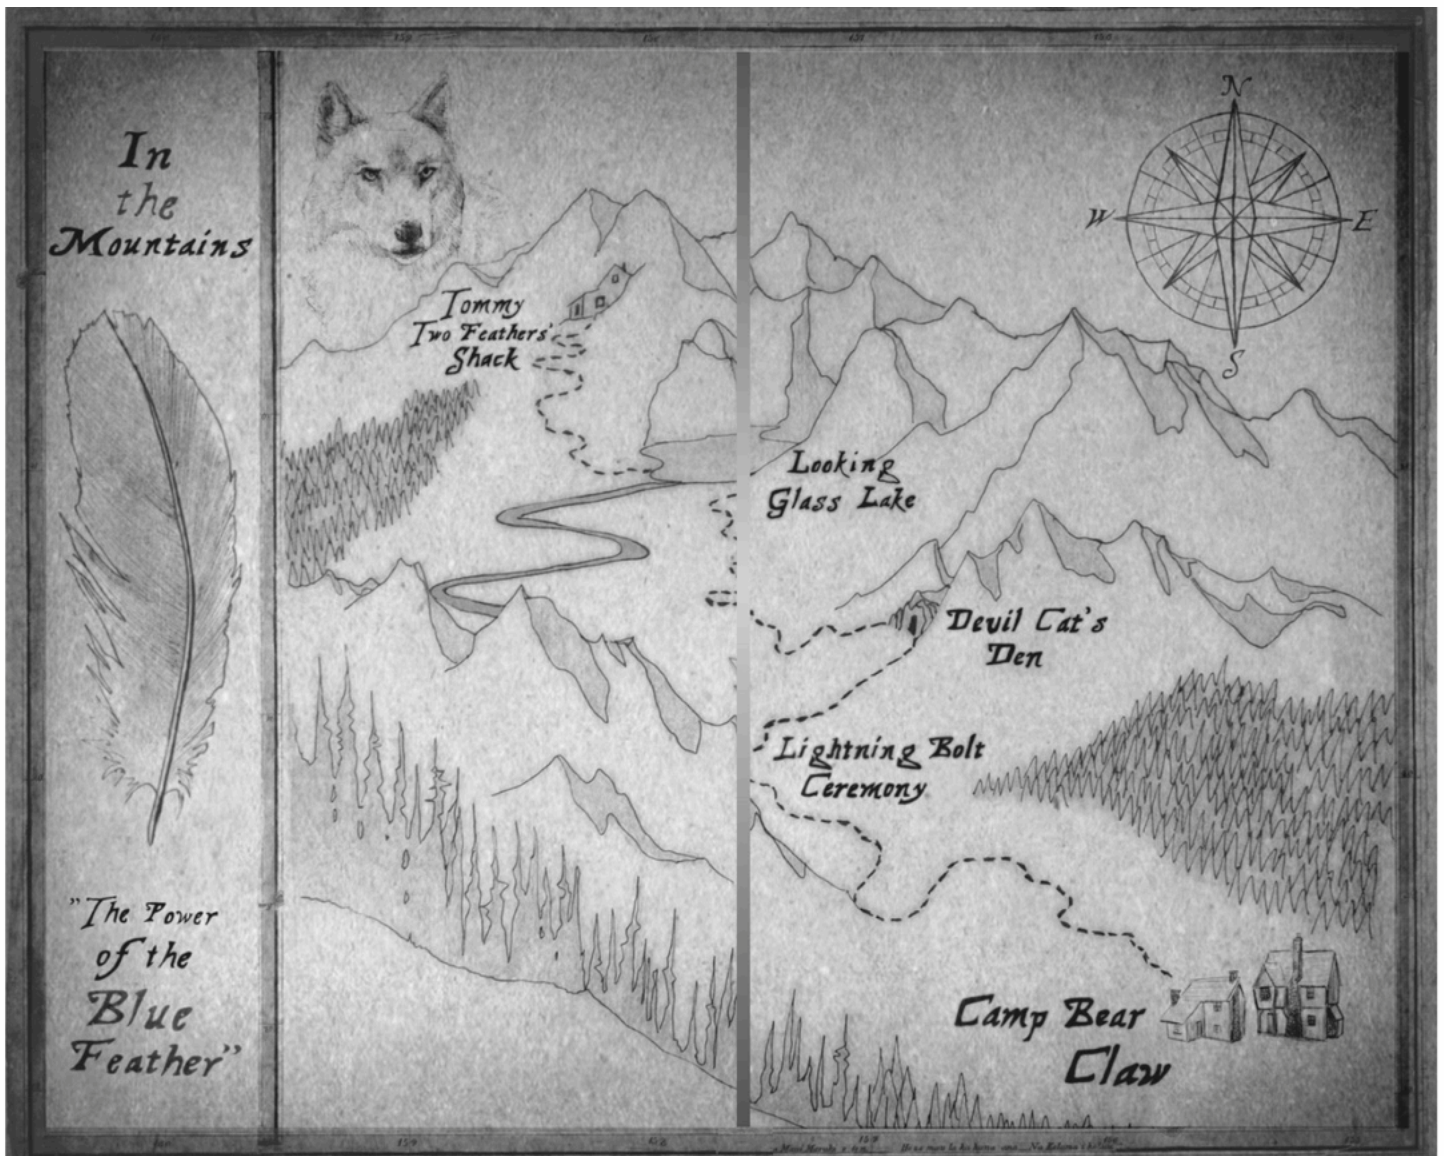 In
the
Mountains
"The Power
of the
Blue
Feather"
N
W
E
S
Tommy
Two Feathers'
Shack
Looking
Glass Lake
Devil Cat's
Den
Lightning Bolt
Ceremony
Camp Bear
Claw